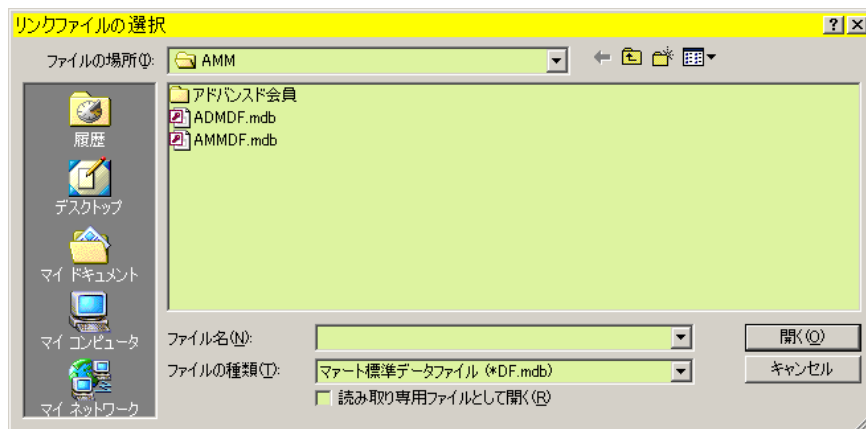 リンクファイルの選択
ファイルの場所(I):
AMM
履歴
デスクトップ
マイ ドキュメント
マイ コンピュータ
マイ ネットワーク
アドバンスド会員
ADMDF.mdb
AMMDF.mdb
ファイル名(N):
開く(O)
ファイルの種類(T):
マァート標準データファイル (*DF.mdb)
キャンセル
読み取り専用ファイルとして開く(R)